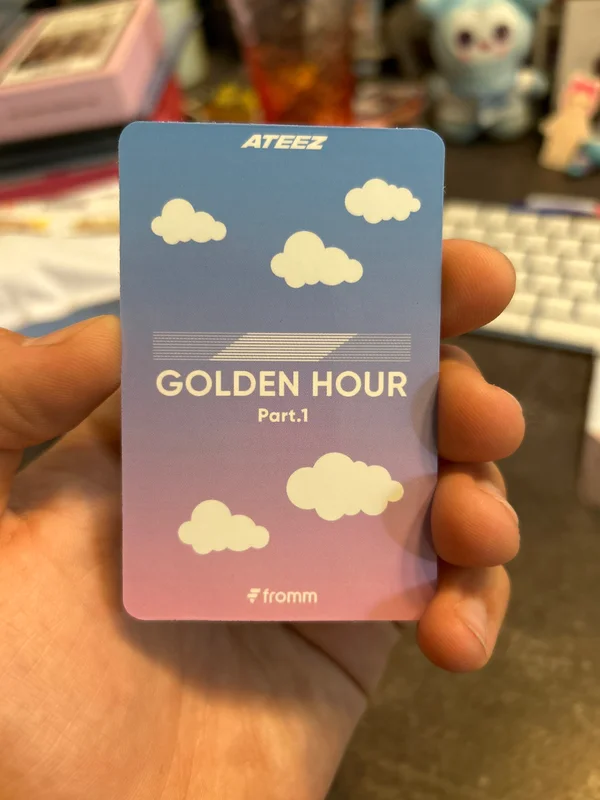 ATEEZ
GOLDEN HOUR
Part.1
fromm